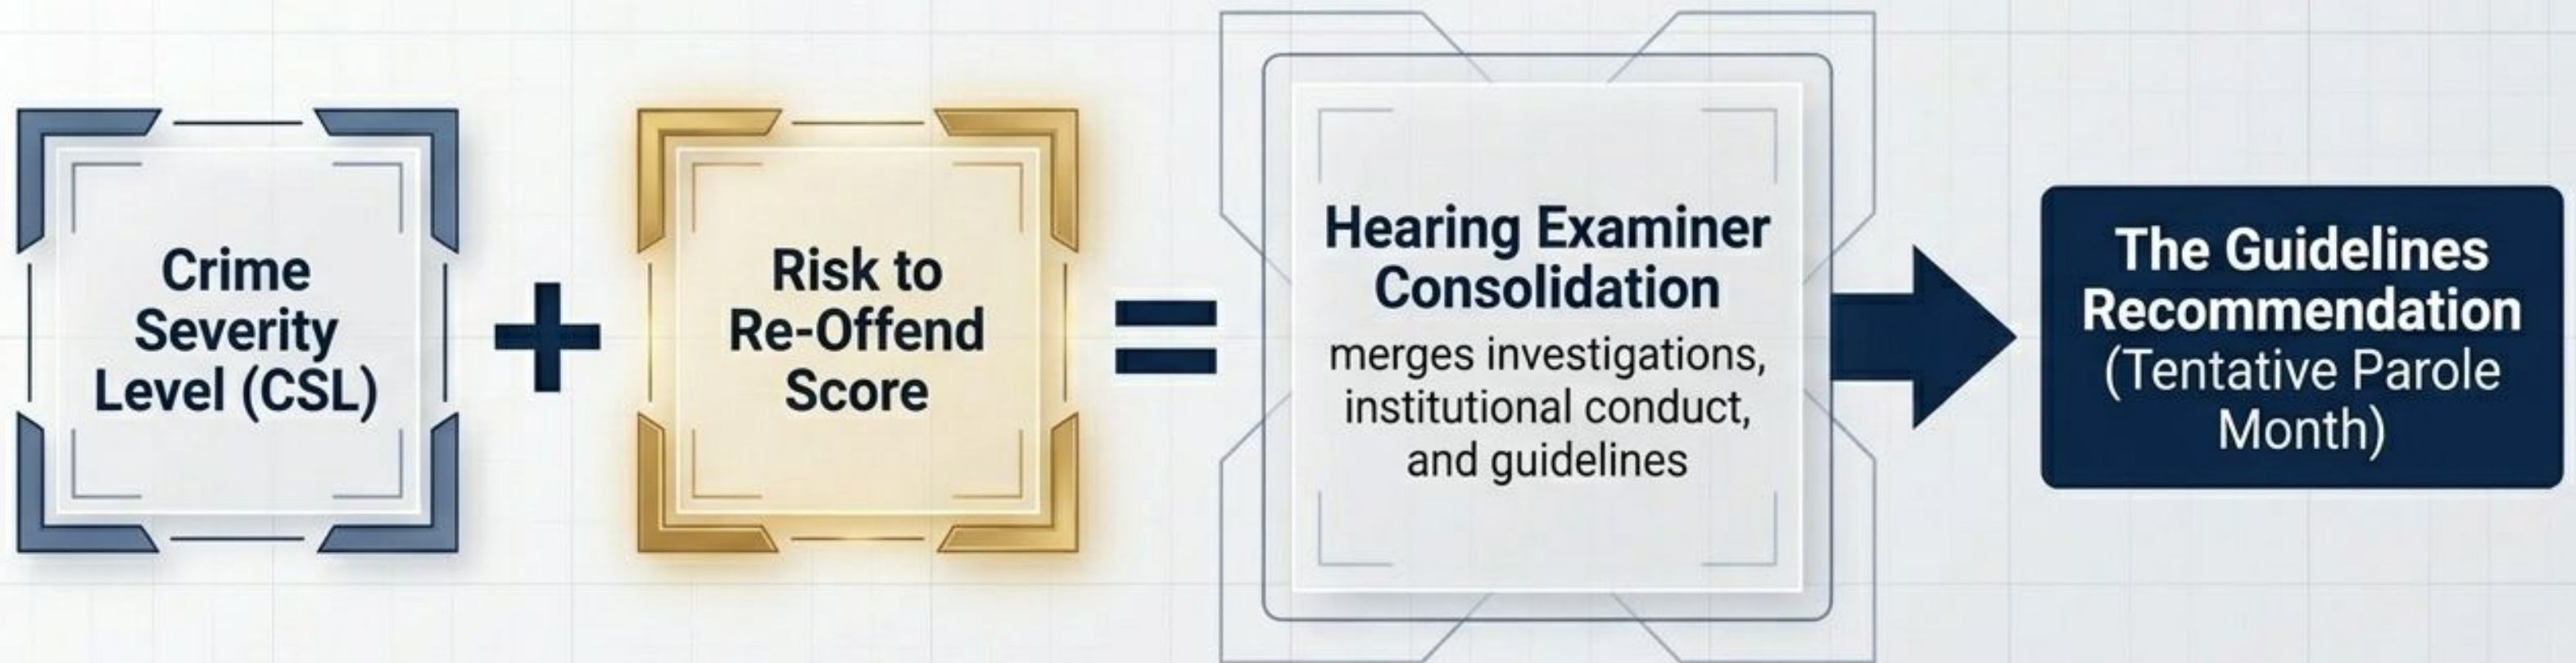 Crime
Severity
Level (CSL)
+
Risk to
Re-Offend
Score
=
Hearing Examiner
Consolidation
merges investigations,
institutional conduct,
and guidelines
The Guidelines
Recommendation
(Tentative Parole
Month)